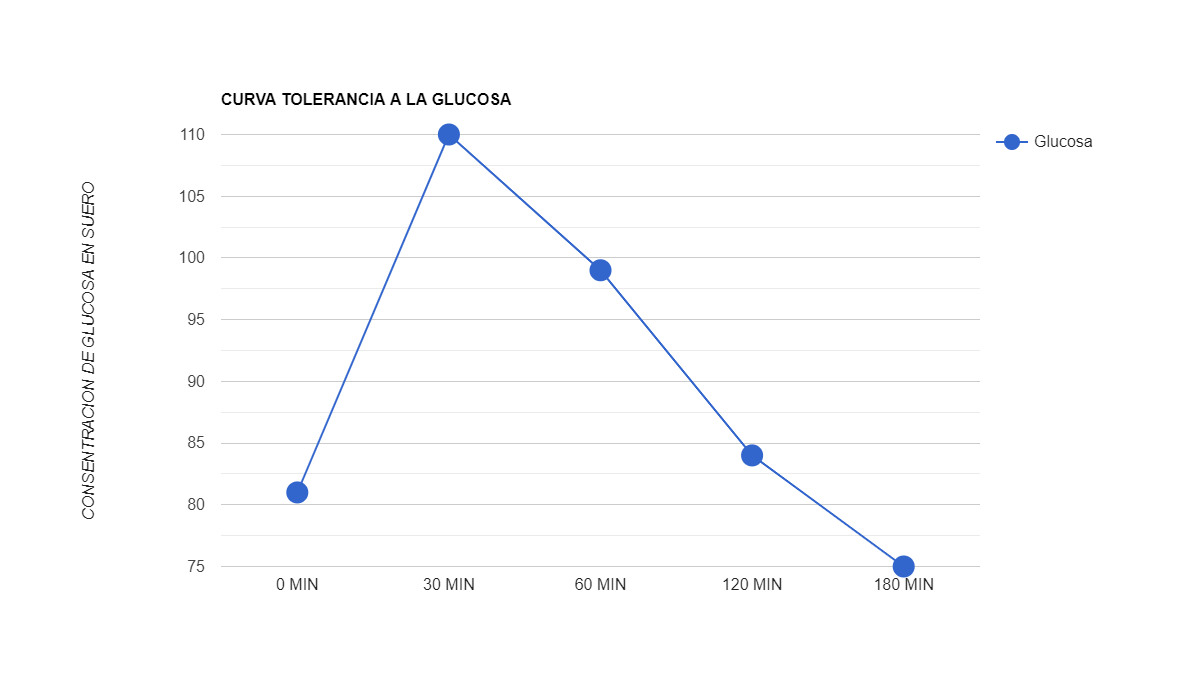 CURVA TOLERANCIA A LA GLUCOSA
CONSENTRACION DE GLUCOSA EN SUERO
110
105
100
95
90
85
80
75
0 MIN
30 MIN
60 MIN
120 MIN
180 MIN
Glucosa